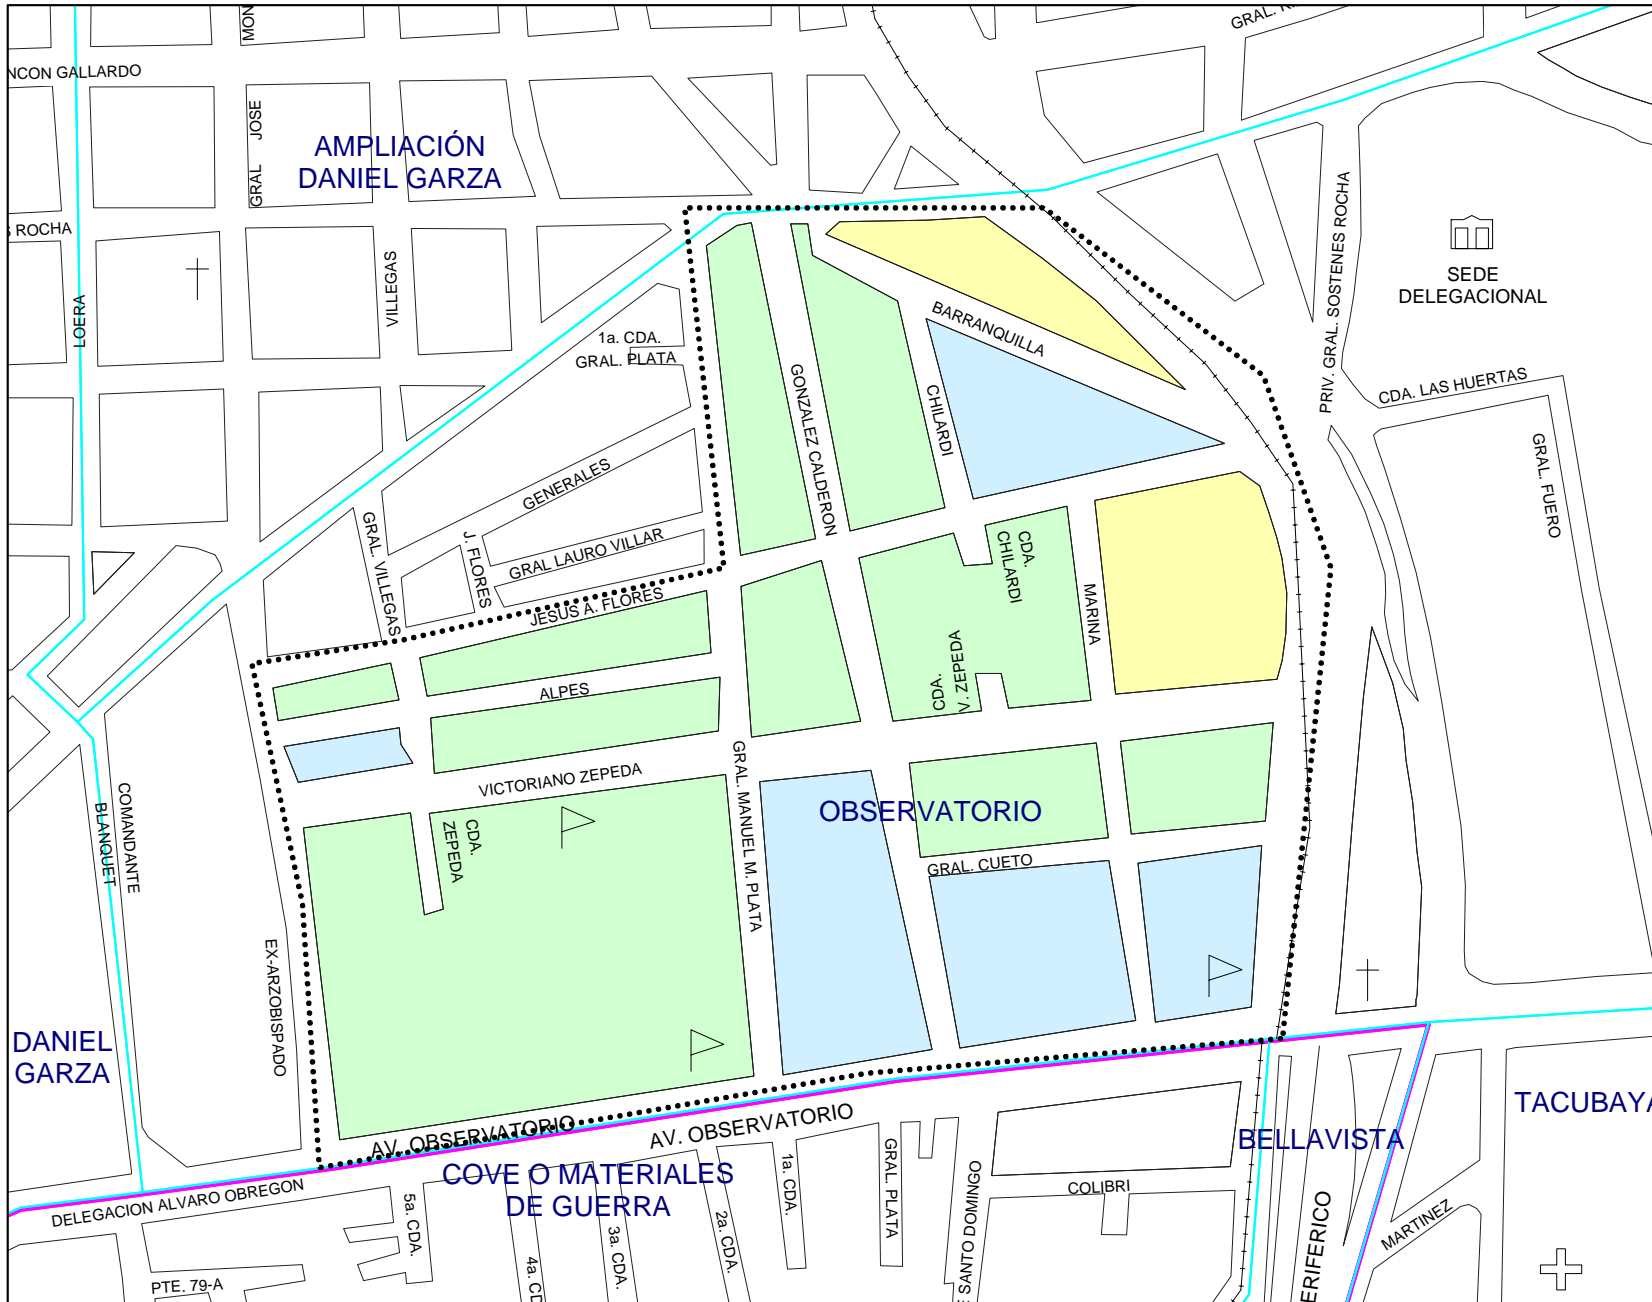 GRAL.
MON
NCON GALLARDO
GRAL JOSE
AMPLIACIÓN
DANIEL GARZA
S ROCHA
VILLEGAS
LOERA
PRIV. GRAL. SOSTENES ROCHA
SEDE
DELEGACIONAL
1a. CDA.
GRAL. PLATA
BARRANQUILLA
GONZALEZ CALDERON
CHILARDI
CDA. LAS HUERTAS
GRAL. FUERO
GENERALES
GRAL. VILLEGAS
J. FLORES
GRAL LAURO VILLAR
JESUS A. FLORES
CDA.
CHILARDI
MARINA
ALPES
CDA.
V. ZEPEDA
VICTORIANO ZEPEDA
GRAL. MANUEL M. PLATA
OBSERVATORIO
COMANDANTE
BLANQUET
CDA.
ZEPEDA
GRAL. CUETO
EX-ARZOBISPADO
DANIEL
GARZA
AV. OBSERVATORIO
AV. OBSERVATORIO
TACUBAYA
BELLAVISTA
COVE O MATERIALES
DE GUERRA
DELEGACION ALVARO OBREGON
5a. CDA.
4a. CD
3a. CDA.
2a. CDA.
1a. CDA.
GRAL. PLATA
E SANTO DOMINGO
COLIBRI
ERIFERICO
MARTINEZ
PTE. 79-A